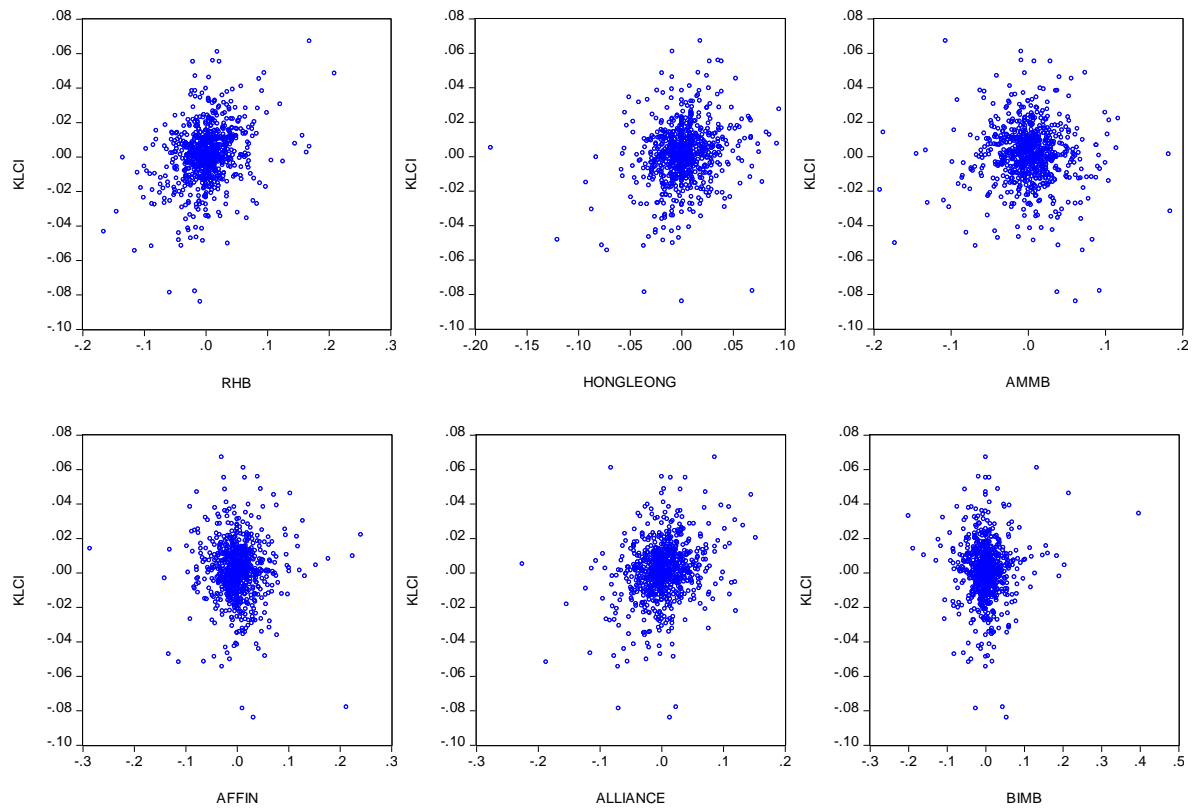 .08 .08 .08
.06 .06 .06
.04 .04 .04
.02 .02 .02
KLCI .00 KLCI .00 KLCI .00
-.02 -.02 -.02
-.04 -.04 -.04
-.06 -.06 -.06
-.08 -.08 -.08
-.10 -.10 -.10
-.2 -.1 .0 .1 .2 .3 -.20 -.15 -.10 -.05 .00 .05 .10 -.2 -.1 .0 .1 .2
RHB HONGLEONG AMMB
.08 .08 .08
.06 .06 .06
.04 .04 .04
.02 .02 .02
KLCI .00 KLCI .00 KLCI .00
-.02 -.02 -.02
-.04 -.04 -.04
-.06 -.06 -.06
-.08 -.08 -.08
-.10 -.10 -.10
-.3 -.2 -.1 .0 .1 .2 .3 -.3 -.2 -.1 .0 .1 .2 -.3 -.2 -.1 .0 .1 .2 .3 .4 .5
AFFIN ALLIANCE BIMB